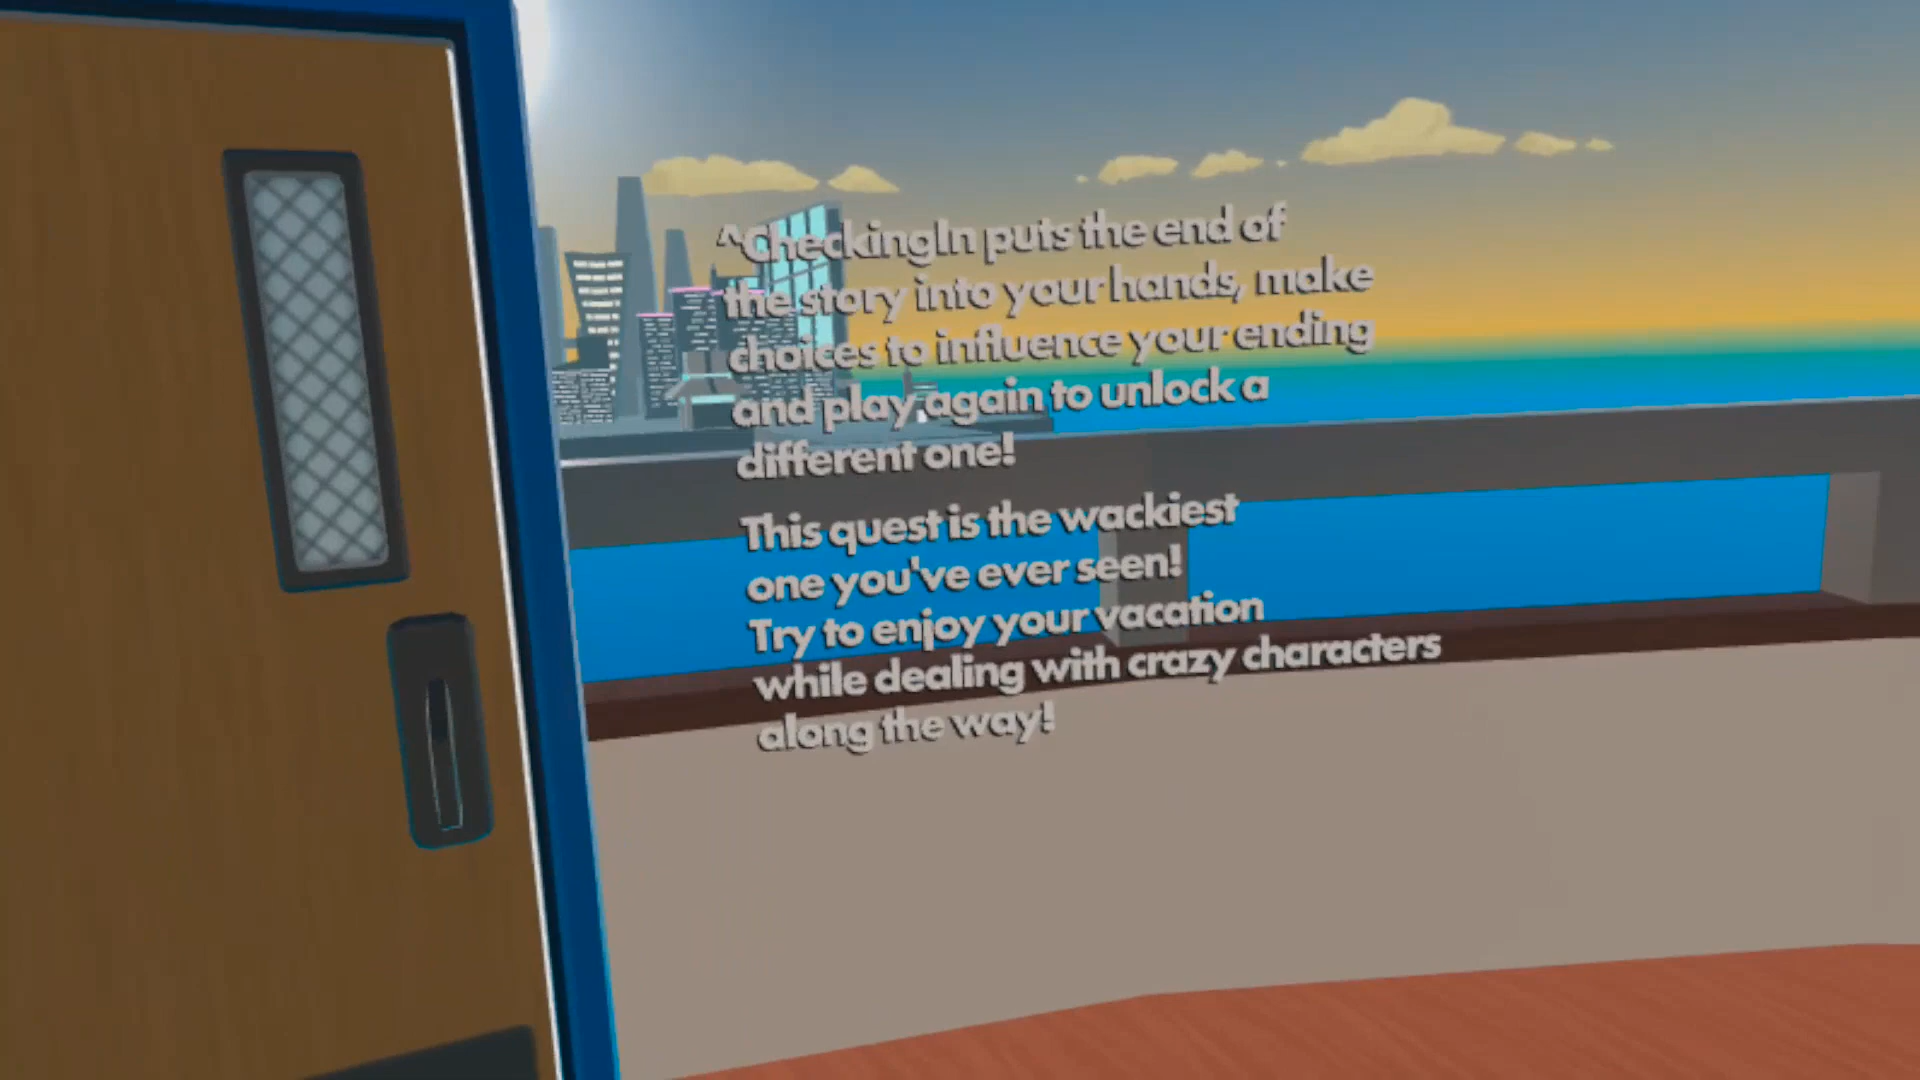 ^CheckingIn puts the end of
the story into your hands, make
choices to influence your ending
and play again to unlock a
different one!
This quest is the wackiest
one you've ever seen!
Try to enjoy your vacation
while dealing with crazy characters
along the way!